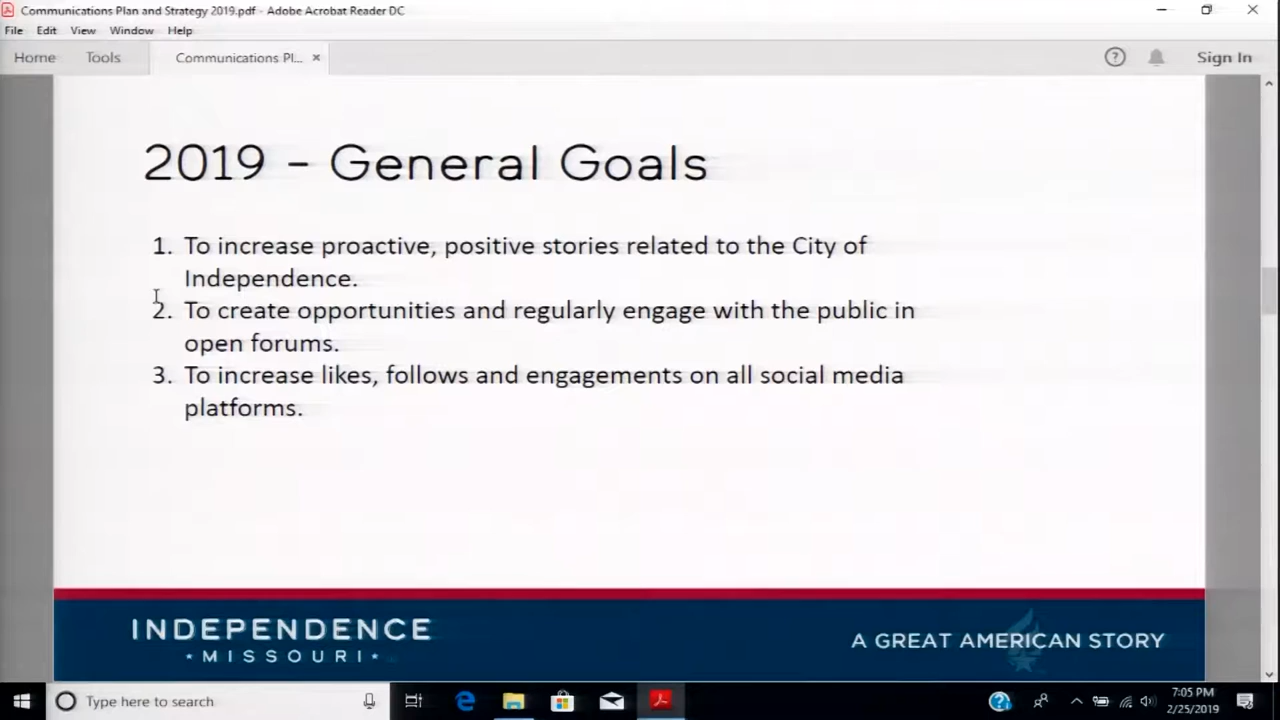 Communications Plan and Strategy 2019.pdf - Adobe Acrobat Reader DC
File Edit View Window Help
Home Tools Communications Pl... Sign In
2019 - General Goals
1. To increase proactive, positive stories related to the City of
Independence.
2. To create opportunities and regularly engage with the public in
open forums.
3. To increase likes, follows and engagements on all social media
platforms.
INDEPENDENCE
MISSOURI
A GREAT AMERICAN STORY
Type here to search
7:05 PM
2/25/2019